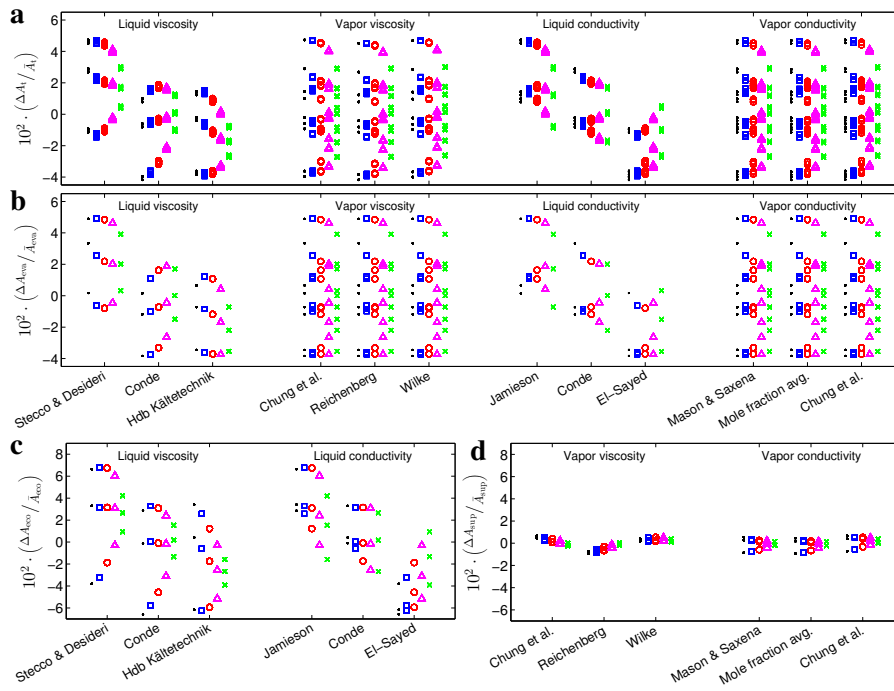 a
Liquid viscosity
Vapor viscosity
Liquid conductivity
Vapor conductivity
10² · (ΔA_t / Ā_t)
6
4
2
0
−2
−4
b
Liquid viscosity
Vapor viscosity
Liquid conductivity
Vapor conductivity
10² · (ΔA_eva / Ā_eva)
6
4
2
0
−2
−4
Stecco & Desideri
Conde
Hdb Kältetechnik
Chung et al.
Reichenberg
Wilke
Jamieson
Conde
El−Sayed
Mason & Saxena
Mole fraction avg.
Chung et al.
c
Liquid viscosity
Liquid conductivity
10² · (ΔA_eco / Ā_eco)
8
6
4
2
0
−2
−4
−6
Stecco & Desideri
Conde
Hdb Kältetechnik
Jamieson
Conde
El−Sayed
d
Vapor viscosity
Vapor conductivity
10² · (ΔA_sup / Ā_sup)
8
6
4
2
0
−2
−4
−6
Chung et al.
Reichenberg
Wilke
Mason & Saxena
Mole fraction avg.
Chung et al.